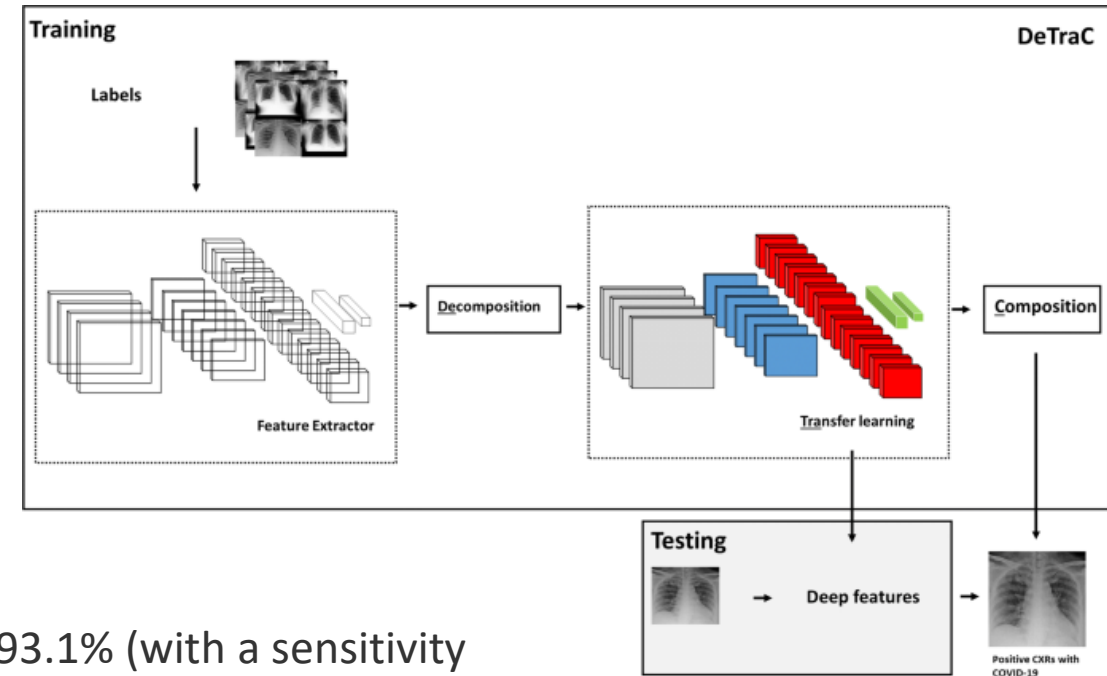 Training
DeTraC
Labels
Feature Extractor
Decomposition
Transfer learning
Composition
Testing
Deep features
Positive CXRs with
COVID-19
93.1% (with a sensitivity